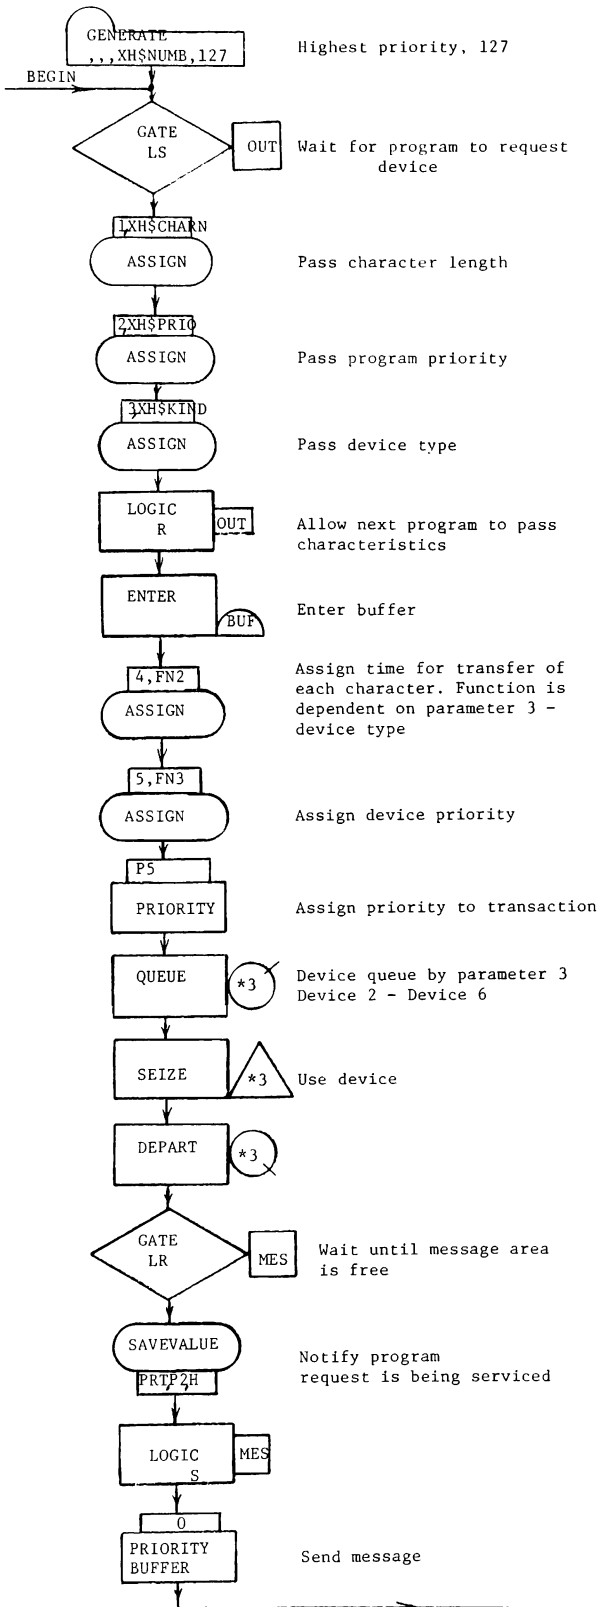 GENERATE
,,,XH$NUMB,127
Highest priority, 127
BEGIN
GATE
LS
OUT
Wait for program to request
device
1,XH$CHARN
ASSIGN
Pass character length
2,XH$PRIO
ASSIGN
Pass program priority
3,XH$KIND
ASSIGN
Pass device type
LOGIC
R
OUT
Allow next program to pass
characteristics
ENTER
BUF
Enter buffer
4,FN2
ASSIGN
Assign time for transfer of
each character. Function is
dependent on parameter 3 -
device type
5,FN3
ASSIGN
Assign device priority
P5
PRIORITY
Assign priority to transaction
QUEUE
*3
Device queue by parameter 3
Device 2 - Device 6
SEIZE
*3
Use device
DEPART
*3
GATE
LR
MES
Wait until message area
is free
SAVEVALUE
PRT,P2,H
Notify program
request is being serviced
LOGIC
S
MES
0
PRIORITY
BUFFER
Send message